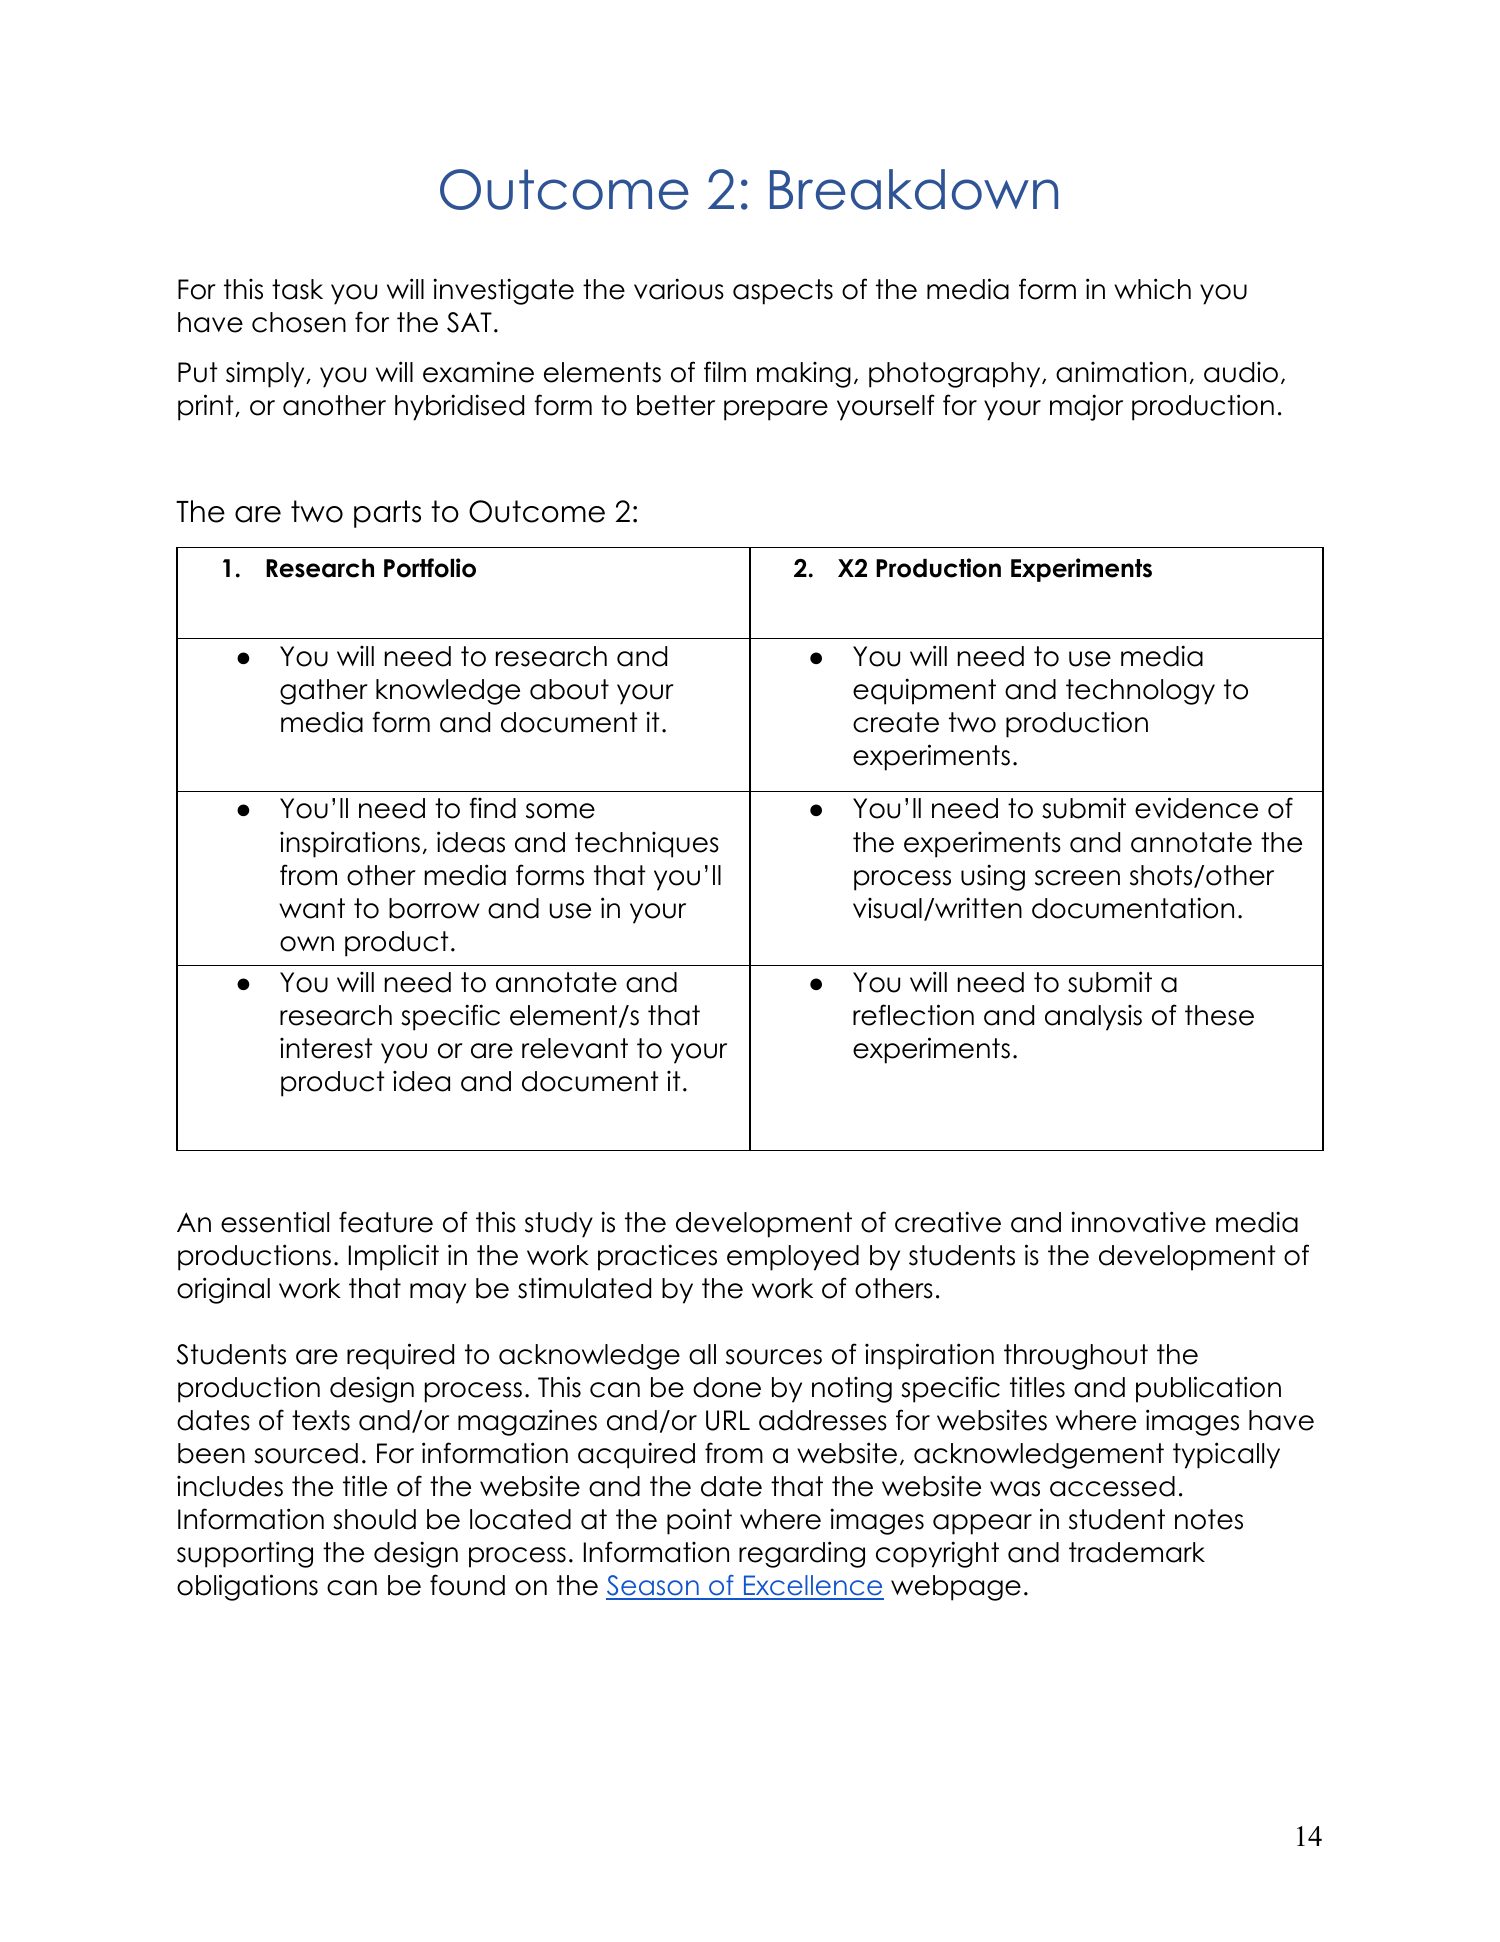 Outcome 2: Breakdown
For this task you will investigate the various aspects of the media form in which you
have chosen for the SAT.
Put simply, you will examine elements of film making, photography, animation, audio,
print, or another hybridised form to better prepare yourself for your major production.
The are two parts to Outcome 2:
1. Research Portfolio
2. X2 Production Experiments
● You will need to research and
gather knowledge about your
media form and document it.
● You will need to use media
equipment and technology to
create two production
experiments.
● You’ll need to find some
inspirations, ideas and techniques
from other media forms that you’ll
want to borrow and use in your
own product.
● You’ll need to submit evidence of
the experiments and annotate the
process using screen shots/other
visual/written documentation.
● You will need to annotate and
research specific element/s that
interest you or are relevant to your
product idea and document it.
● You will need to submit a
reflection and analysis of these
experiments.
An essential feature of this study is the development of creative and innovative media
productions. Implicit in the work practices employed by students is the development of
original work that may be stimulated by the work of others.
Students are required to acknowledge all sources of inspiration throughout the
production design process. This can be done by noting specific titles and publication
dates of texts and/or magazines and/or URL addresses for websites where images have
been sourced. For information acquired from a website, acknowledgement typically
includes the title of the website and the date that the website was accessed.
Information should be located at the point where images appear in student notes
supporting the design process. Information regarding copyright and trademark
obligations can be found on the Season of Excellence webpage.
14